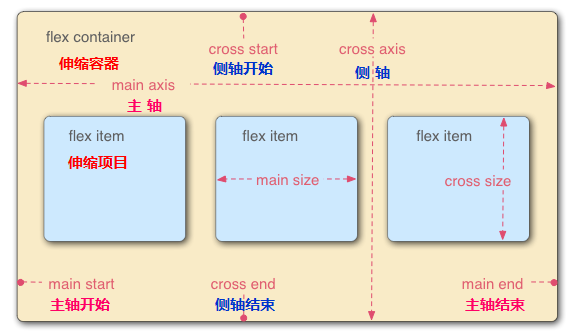 flex container
伸缩容器
cross start
侧轴开始
cross axis
侧 轴
main axis
主 轴
flex item
伸缩项目
flex item
main size
flex item
cross size
main start
主轴开始
cross end
侧轴结束
main end
主轴结束